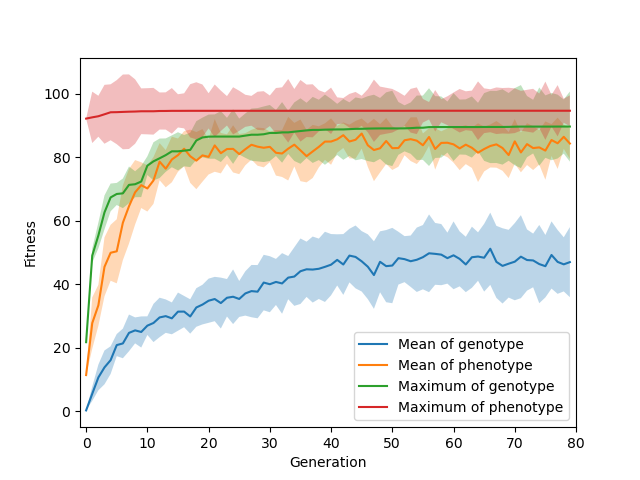 100
80
60
40
20
0
Fitness
Mean of genotype
Mean of phenotype
Maximum of genotype
Maximum of phenotype
0 10 20 30 40 50 60 70 80
Generation